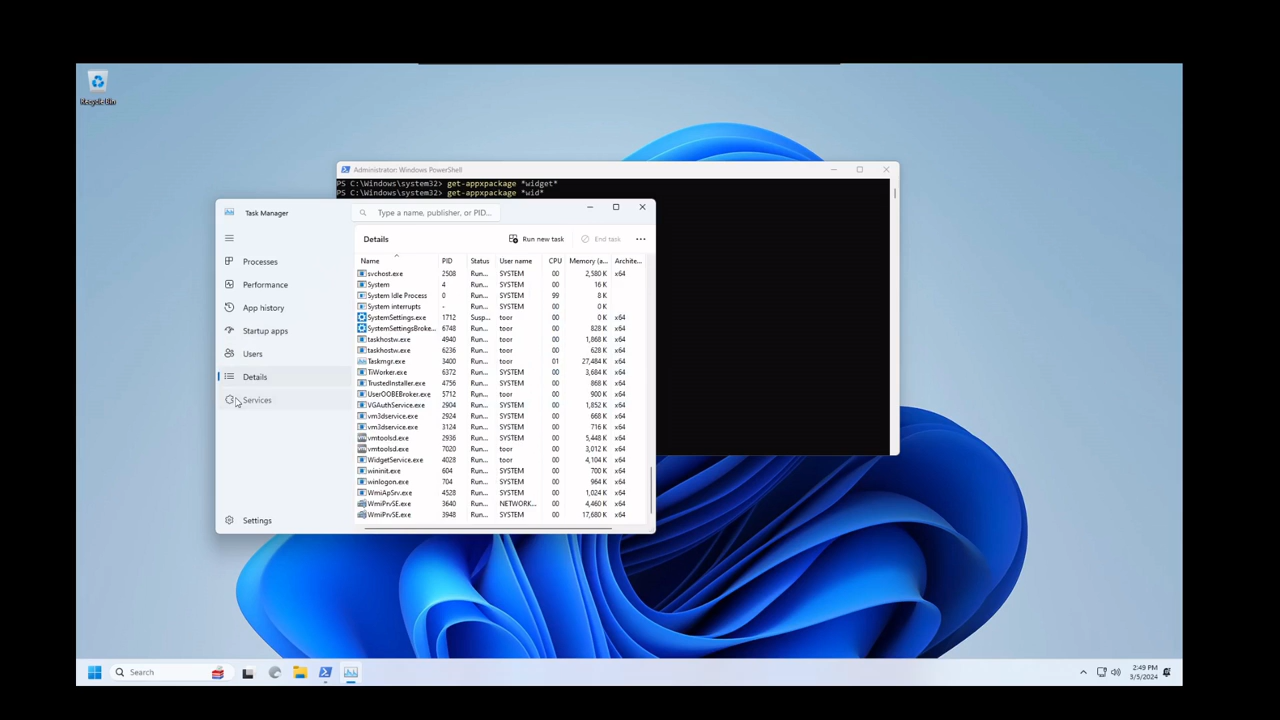 Recycle Bin
Administrator: Windows PowerShell
PS C:\Windows\system32> get-appxpackage *widget*
PS C:\Windows\system32> get-appxpackage *wid*
Task Manager
Type a name, publisher, or PID...
Details
Run new task
End task
Processes
Performance
App history
Startup apps
Users
Details
Services
Settings
Name PID Status User name CPU Memory (a... Archite...
svchost.exe 2508 Run... SYSTEM 00 2,580 K x64
System 4 Run... SYSTEM 00 16 K
System Idle Process 0 Run... SYSTEM 99 8 K
System interrupts - Run... SYSTEM 00 0 K
SystemSettings.exe 1712 Susp... toor 00 0 K x64
SystemSettingsBroke... 6748 Run... toor 00 828 K x64
taskhostw.exe 4940 Run... toor 00 1,868 K x64
taskhostw.exe 6236 Run... toor 00 628 K x64
Taskmgr.exe 3400 Run... toor 01 27,484 K x64
TiWorker.exe 6372 Run... SYSTEM 00 3,684 K x64
TrustedInstaller.exe 4756 Run... SYSTEM 00 868 K x64
UserOOBEBroker.exe 5712 Run... toor 00 900 K x64
VGAuthService.exe 2904 Run... SYSTEM 00 1,852 K x64
vm3dservice.exe 2924 Run... SYSTEM 00 668 K x64
vm3dservice.exe 3124 Run... SYSTEM 00 716 K x64
vmtoolsd.exe 2936 Run... SYSTEM 00 5,448 K x64
vmtoolsd.exe 7020 Run... toor 00 3,012 K x64
WidgetService.exe 4028 Run... toor 00 4,104 K x64
wininit.exe 604 Run... SYSTEM 00 700 K x64
winlogon.exe 704 Run... SYSTEM 00 964 K x64
WmiApSrv.exe 4528 Run... SYSTEM 00 1,024 K x64
WmiPrvSE.exe 3640 Run... NETWORK... 00 4,460 K x64
WmiPrvSE.exe 3948 Run... SYSTEM 00 17,680 K x64
Search
2:49 PM
3/5/2024